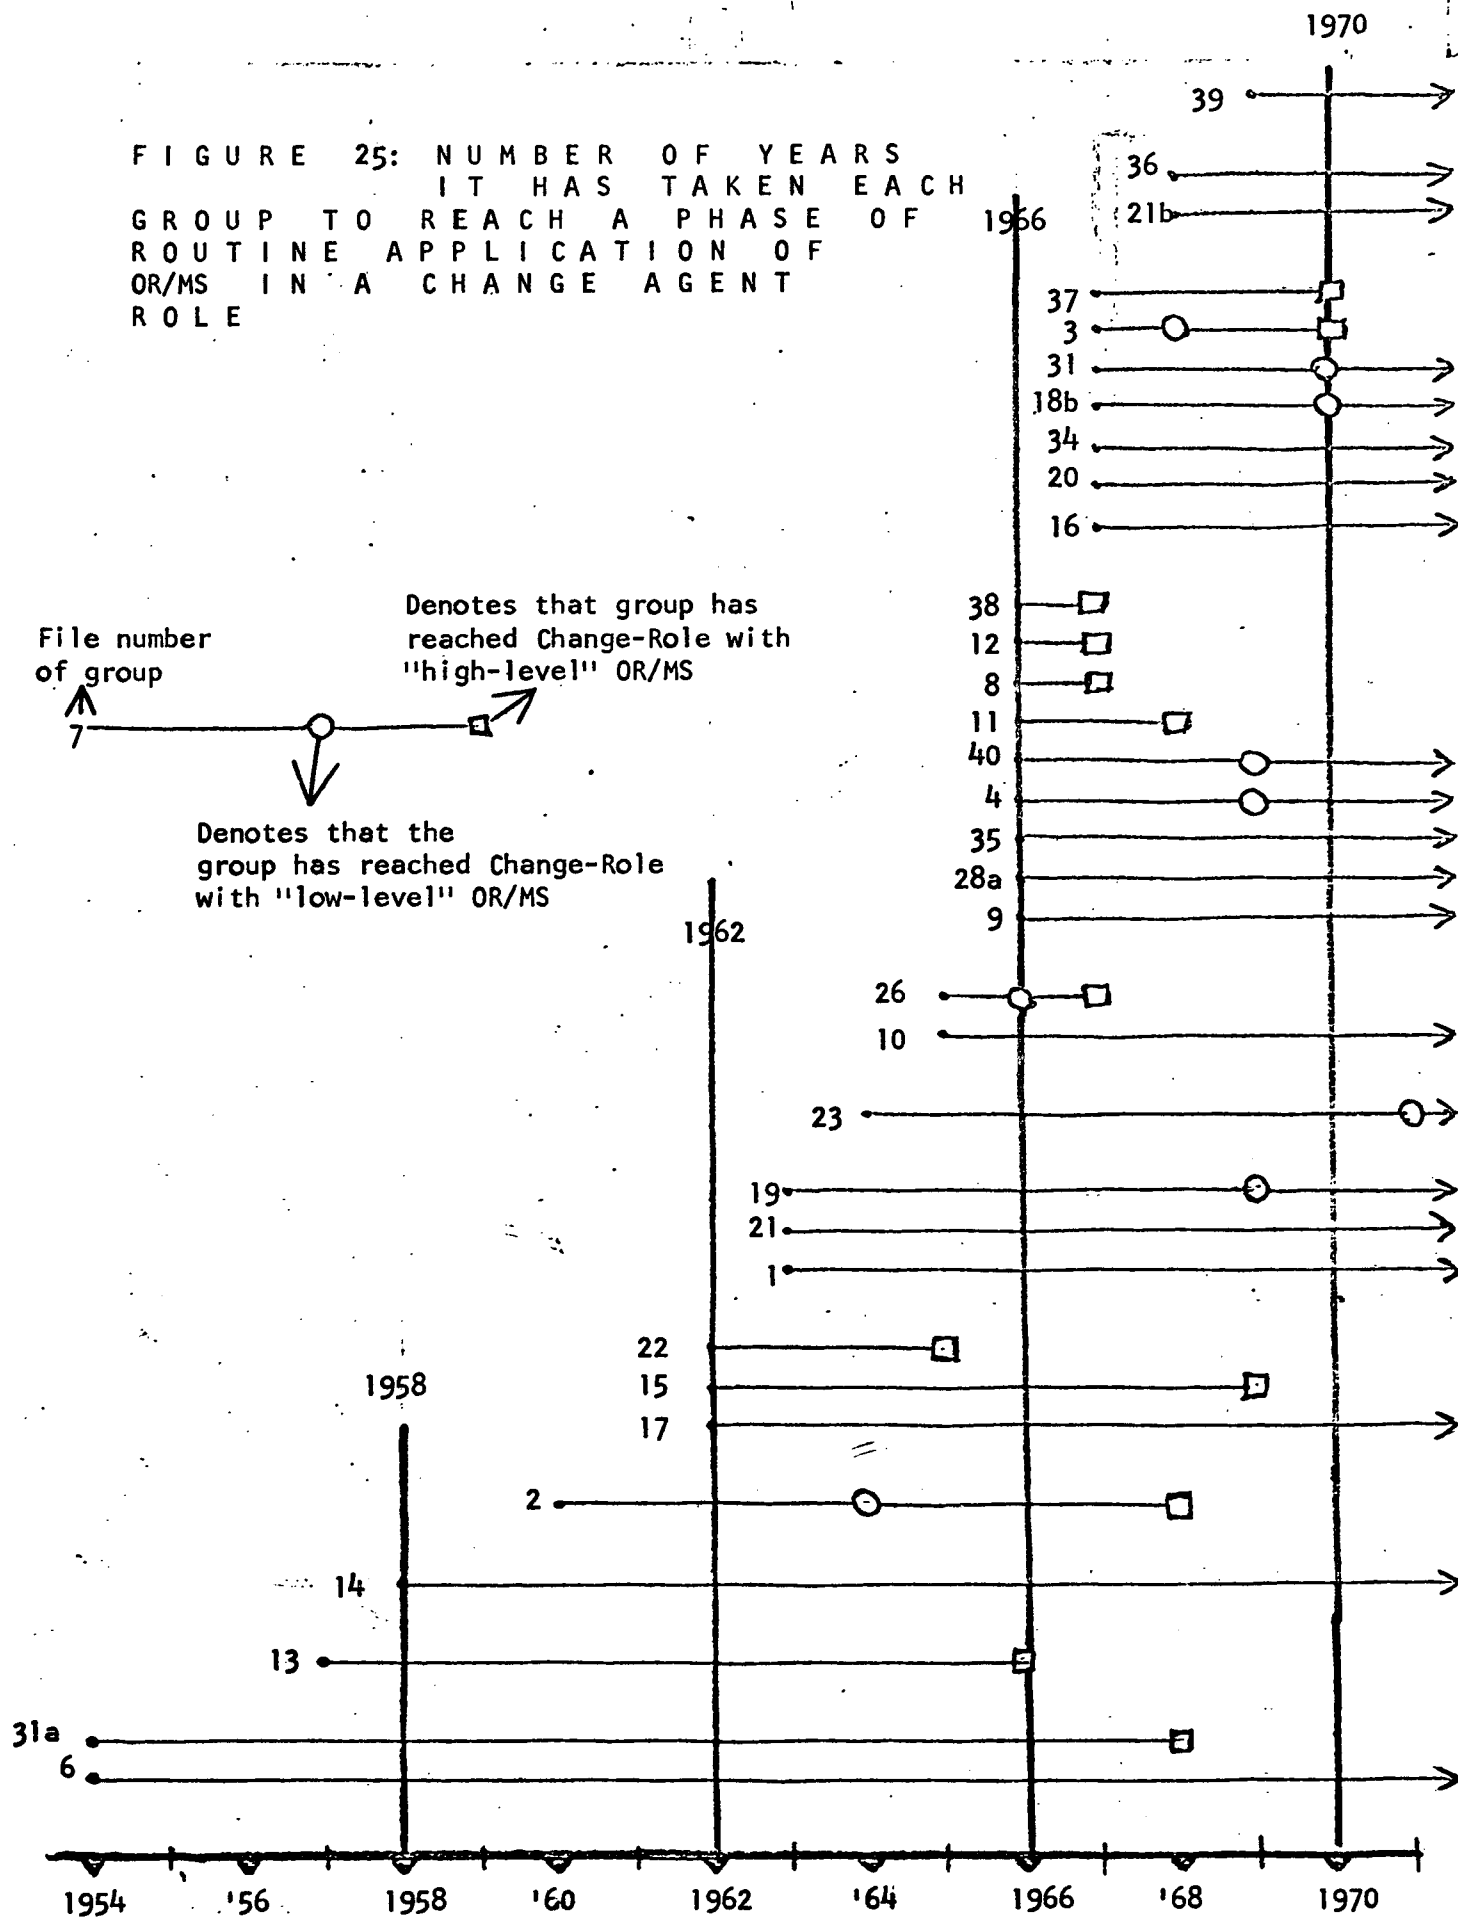 1970
39
FIGURE 25: NUMBER OF YEARS
IT HAS TAKEN EACH
GROUP TO REACH A PHASE OF
ROUTINE APPLICATION OF
OR/MS IN A CHANGE AGENT
ROLE
1966
36
21b
37
3
31
18b
34
20
16
38
12
8
11
40
4
35
28a
9
File number
of group
7
Denotes that group has
reached Change-Role with
"high-level" OR/MS
Denotes that the
group has reached Change-Role
with "low-level" OR/MS
1962
26
10
23
19
21
1
22
15
17
1958
2
14
13
31a
6
1954 '56 1958 '60 1962 '64 1966 '68 1970